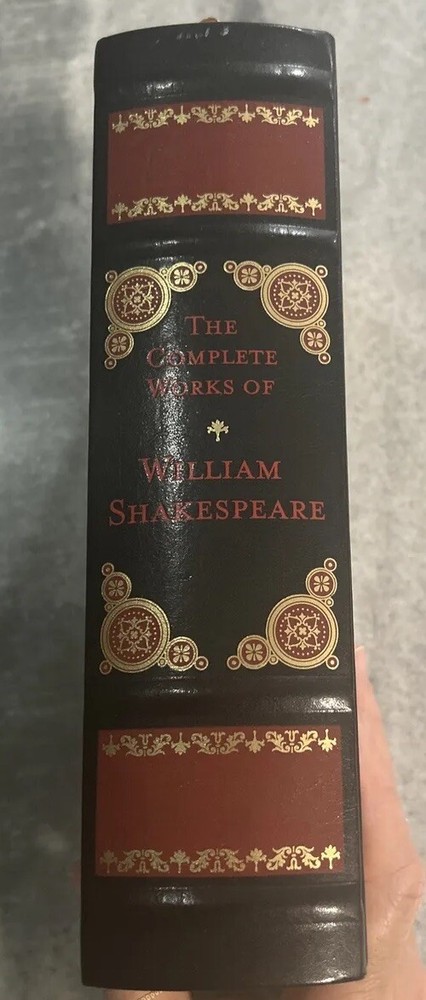 THE
COMPLETE
WORKS OF
WILLIAM
SHAKESPEARE